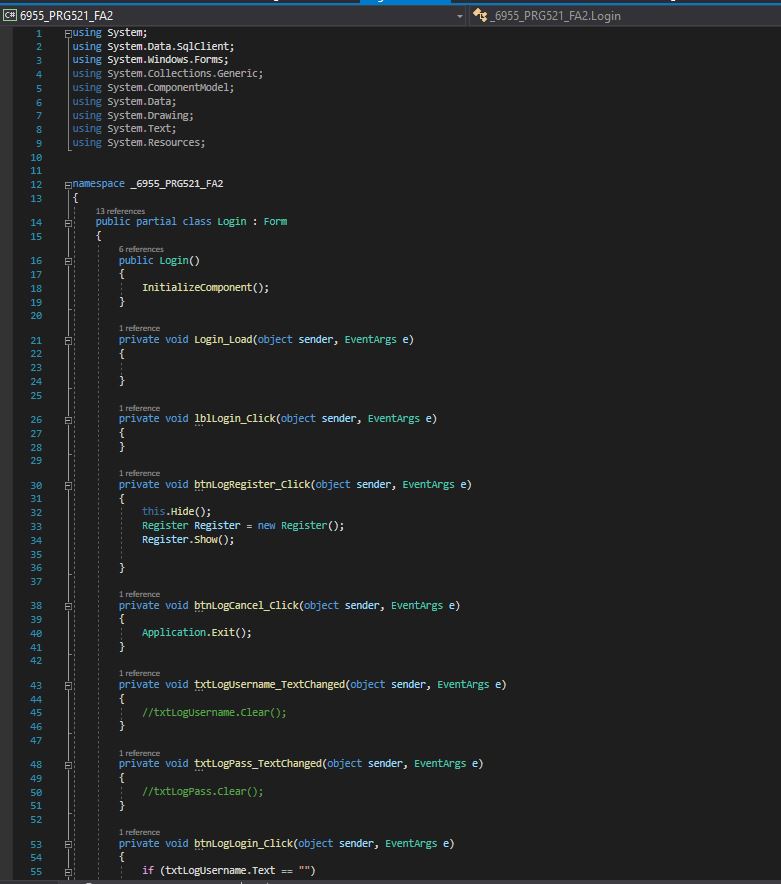 C# 6955_PRG521_FA2
_6955_PRG521_FA2.Login
1 using System;
2 using System.Data.SqlClient;
3 using System.Windows.Forms;
4 using System.Collections.Generic;
5 using System.ComponentModel;
6 using System.Data;
7 using System.Drawing;
8 using System.Text;
9 using System.Resources;
10
11
12 namespace _6955_PRG521_FA2
13 {
13 references
14 public partial class Login : Form
15 {
6 references
16 public Login()
17 {
18 InitializeComponent();
19 }
20
1 reference
21 private void Login_Load(object sender, EventArgs e)
22 {
23
24 }
25
1 reference
26 private void lblLogin_Click(object sender, EventArgs e)
27 {
28 }
29
1 reference
30 private void btnLogRegister_Click(object sender, EventArgs e)
31 {
32 this.Hide();
33 Register Register = new Register();
34 Register.Show();
35
36 }
37
1 reference
38 private void btnLogCancel_Click(object sender, EventArgs e)
39 {
40 Application.Exit();
41 }
42
1 reference
43 private void txtLogUsername_TextChanged(object sender, EventArgs e)
44 {
45 //txtLogUsername.Clear();
46 }
47
1 reference
48 private void txtLogPass_TextChanged(object sender, EventArgs e)
49 {
50 //txtLogPass.Clear();
51 }
52
1 reference
53 private void btnLogLogin_Click(object sender, EventArgs e)
54 {
55 if (txtLogUsername.Text == "")